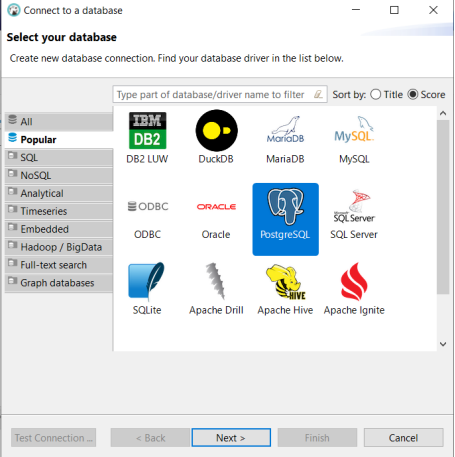 Connect to a database
Select your database
Create new database connection. Find your database driver in the list below.
Type part of database/driver name to filter
Sort by: Title Score
All
Popular
SQL
NoSQL
Analytical
Timeseries
Embedded
Hadoop / BigData
Full-text search
Graph databases
IBM
DB2
DB2 LUW
DuckDB
MariaDB
MariaDB
MySQL
MySQL
ODBC
ODBC
ORACLE
Oracle
PostgreSQL
Microsoft
SQL Server
SQL Server
SQLite
Apache Drill
HIVE
Apache Hive
Apache Ignite
Test Connection ...
< Back
Next >
Finish
Cancel